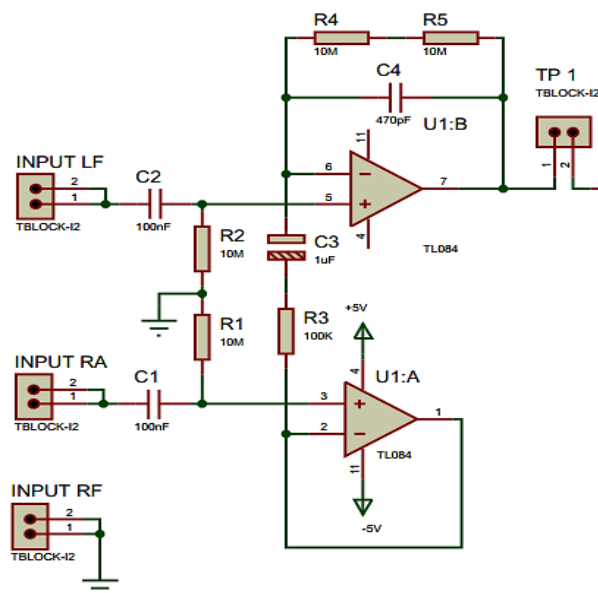 R4
R5
10M
10M
C4
470pF
TP 1
TBLOCK-I2
1
2
U1:B
11
6
5
7
4
TL084
INPUT LF
2
1
TBLOCK-I2
C2
100nF
R2
10M
C3
1uF
R1
10M
R3
100K
+5V
INPUT RA
2
1
TBLOCK-I2
C1
100nF
U1:A
4
3
2
1
11
TL084
-5V
INPUT RF
2
1
TBLOCK-I2